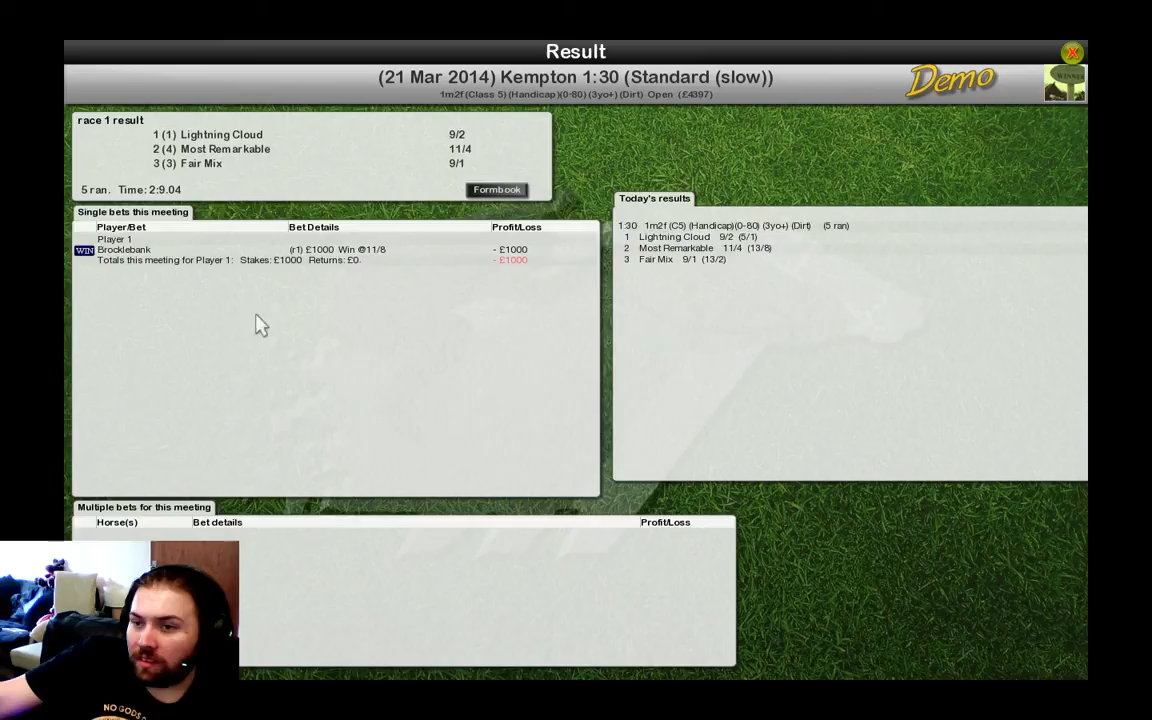 Result
X
(21 Mar 2014) Kempton 1:30 (Standard (slow))
1m2f(Class 5) (Handicap)(0-80) (3yo+) (Dirt) Open (£4397)
Demo
WINNER
race 1 result
1 (1) Lightning Cloud 9/2
2 (4) Most Remarkable 11/4
3 (3) Fair Mix 9/1
5 ran. Time: 2:9.04
Formbook
Single bets this meeting
Player/Bet Bet Details Profit/Loss
Player 1
WIN Brocklebank (r1) £1000 Win @11/8 - £1000
Totals this meeting for Player 1: Stakes: £1000 Returns: £0. - £1000
Today's results
1:30 1m2f (C5) (Handicap)(0-80) (3yo+) (Dirt) (5 ran)
1 Lightning Cloud 9/2 (5/1)
2 Most Remarkable 11/4 (13/8)
3 Fair Mix 9/1 (13/2)
Multiple bets for this meeting
Horse(s) Bet details Profit/Loss
NO GODS